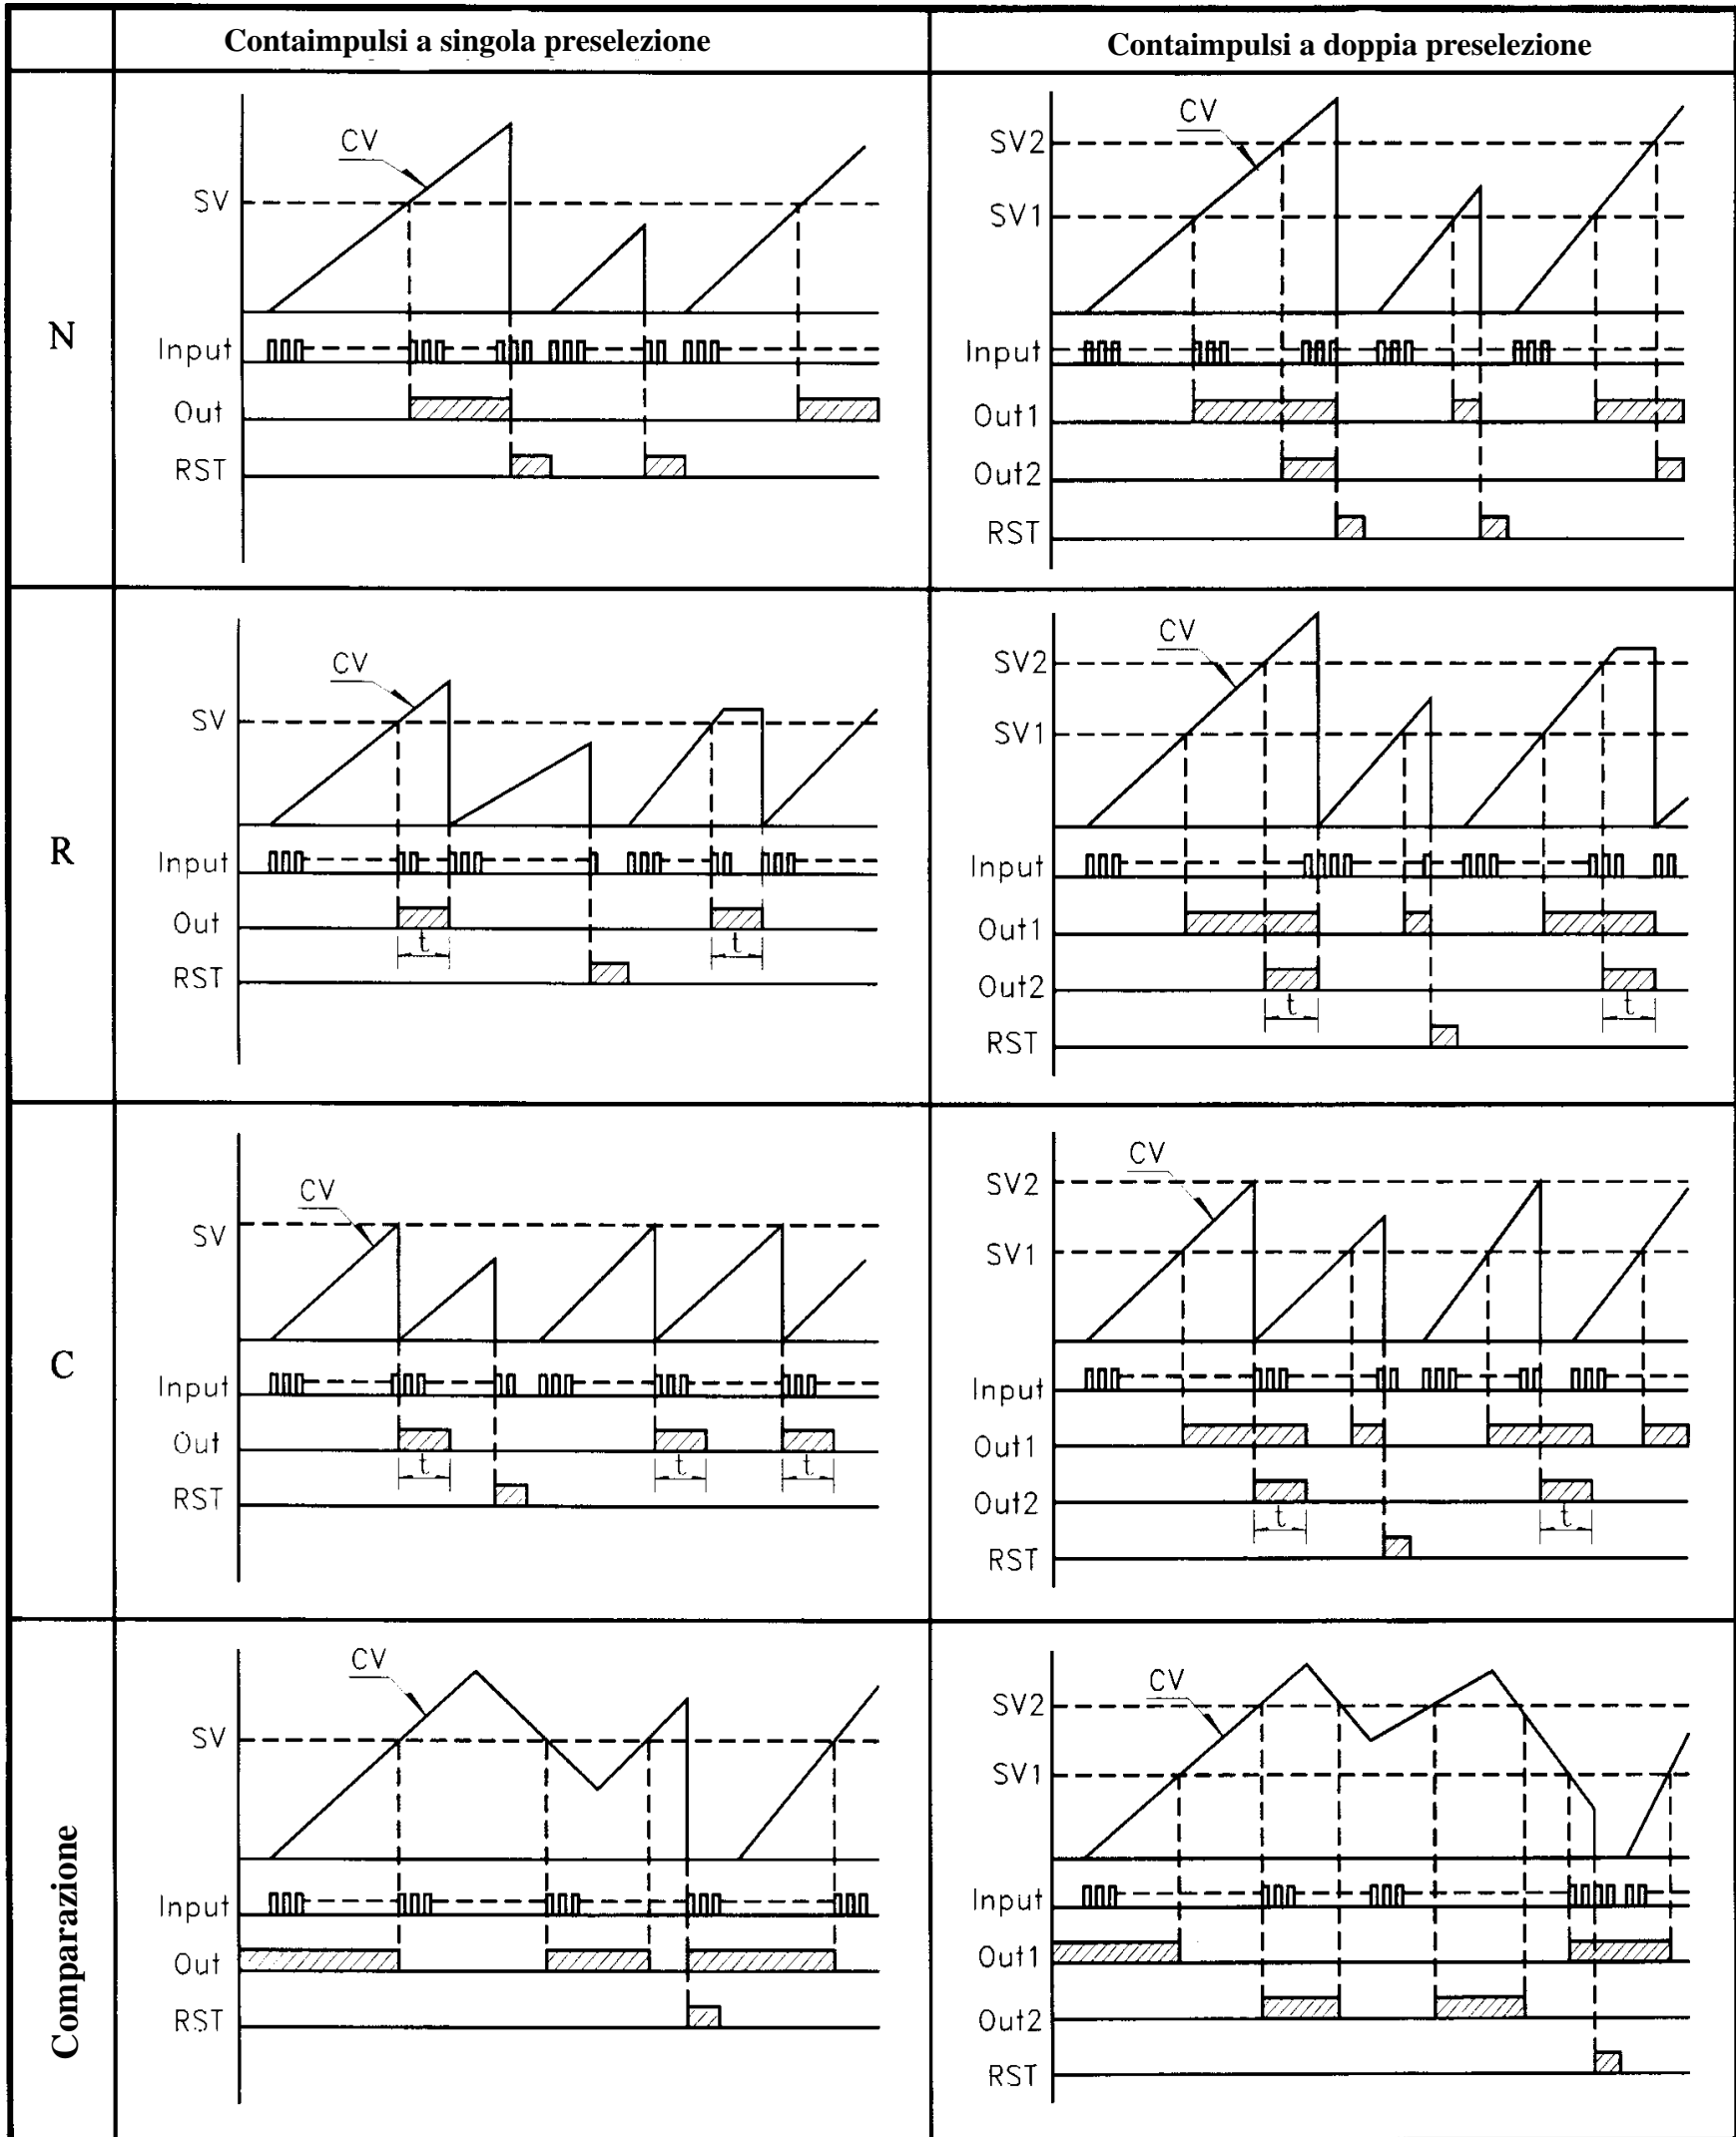 Contaimpulsi a singola preselezione
Contaimpulsi a doppia preselezione
N
CV
SV
Input
Out
RST
CV
SV2
SV1
Input
Out1
Out2
RST
R
CV
SV
Input
Out
t
t
RST
CV
SV2
SV1
Input
Out1
Out2
t
t
RST
C
CV
SV
Input
Out
t
t
t
RST
CV
SV2
SV1
Input
Out1
Out2
t
t
RST
Comparazione
CV
SV
Input
Out
RST
CV
SV2
SV1
Input
Out1
Out2
RST